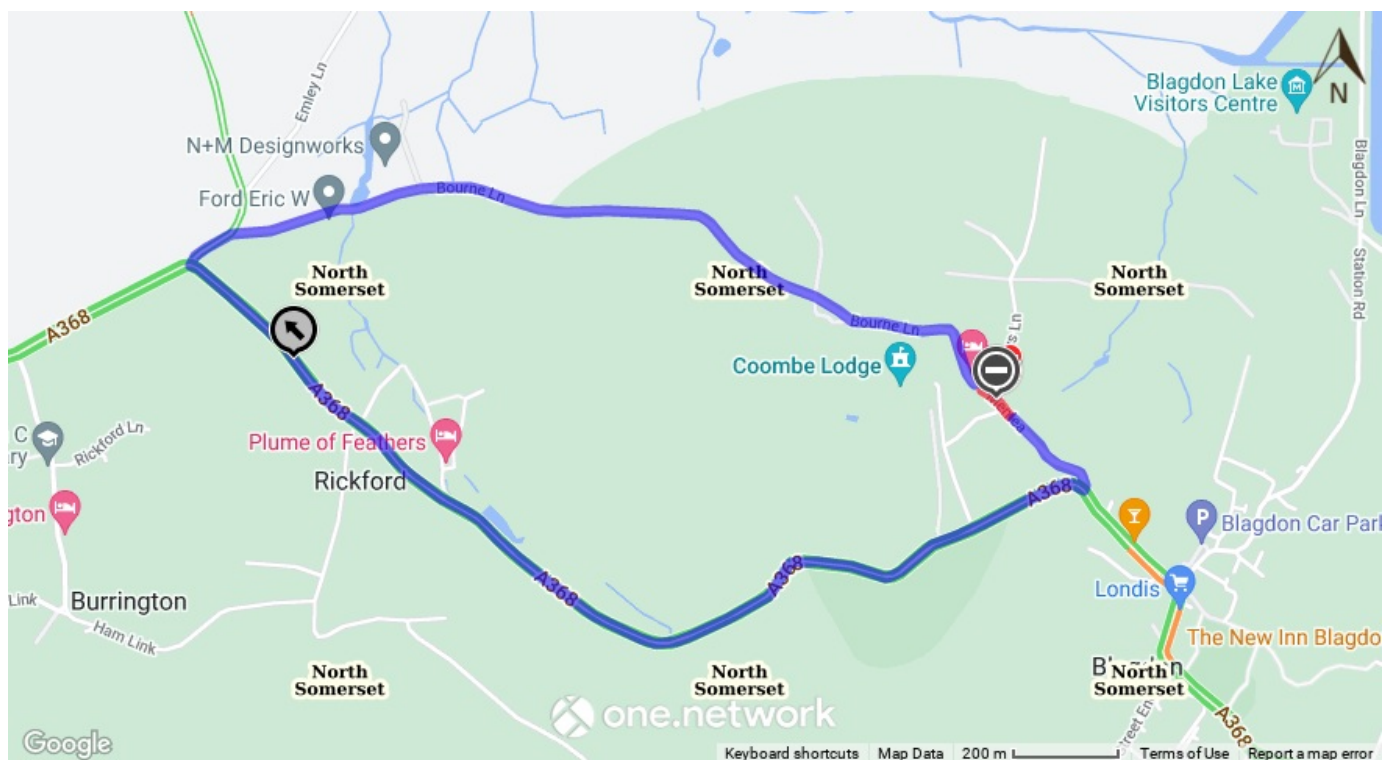 Blagdon Lake
Visitors Centre
N
Emley Ln
N+M Designworks
Blagdon Ln
Bourne Ln
Ford Eric W
North
Somerset
North
Somerset
North
Somerset
Station Rd
A368
Bourne Ln
Coombe Lodge
A368
C
Rickford Ln
Plume of Feathers
Rickford
A368
Blagdon Car Park
A368
A368
Londis
Link
Burrington
Ham Link
The New Inn Blagdo
North
Somerset
North
Somerset
North
Somerset
A368
one.network
Google
Keyboard shortcuts
Map Data
200 m
Terms of Use
Report a map error